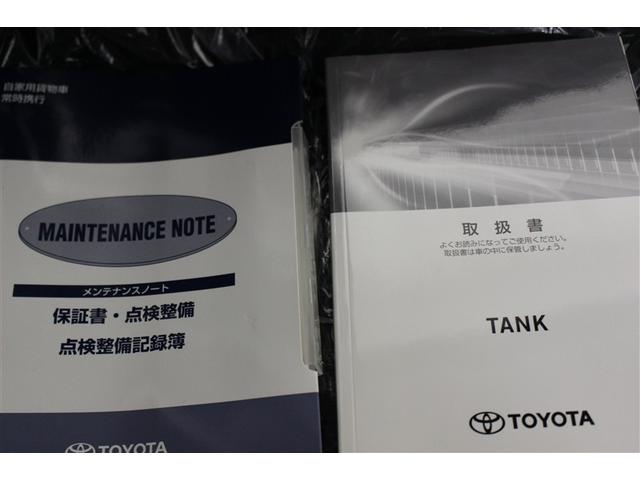 自家用貨物車
常時携行
MAINTENANCE NOTE
メンテナンスノート
保証書・点検整備
点検整備記録簿
TOYOTA
取扱書
よくお読みになってご使用ください。
取扱書は車の中に保管しましょう。
TANK
TOYOTA